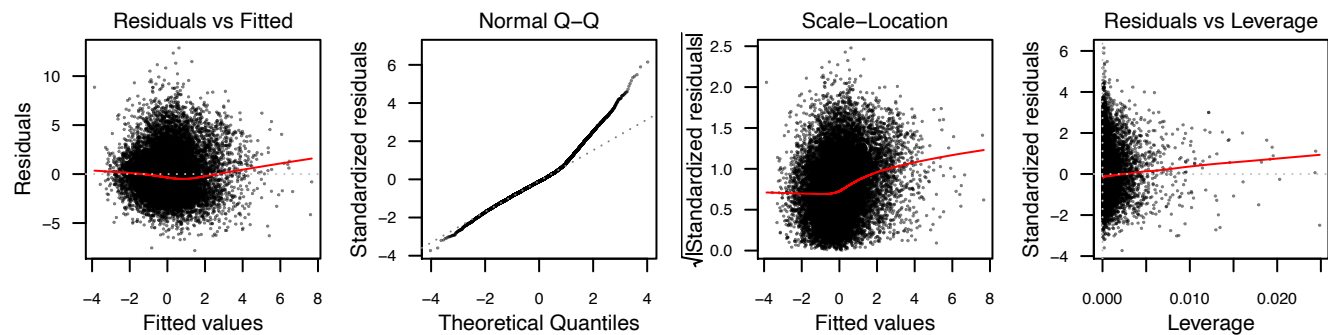 Residuals vs Fitted
Residuals
10
5
0
−5
−4 −2 0 2 4 6 8
Fitted values
Normal Q−Q
Standardized residuals
6
4
2
0
−2
−4
−4 −2 0 2 4
Theoretical Quantiles
Scale−Location
√|Standardized residuals|
2.5
2.0
1.5
1.0
0.5
0.0
−4 −2 0 2 4 6 8
Fitted values
Residuals vs Leverage
Standardized residuals
6
4
2
0
−2
−4
0.000 0.010 0.020
Leverage